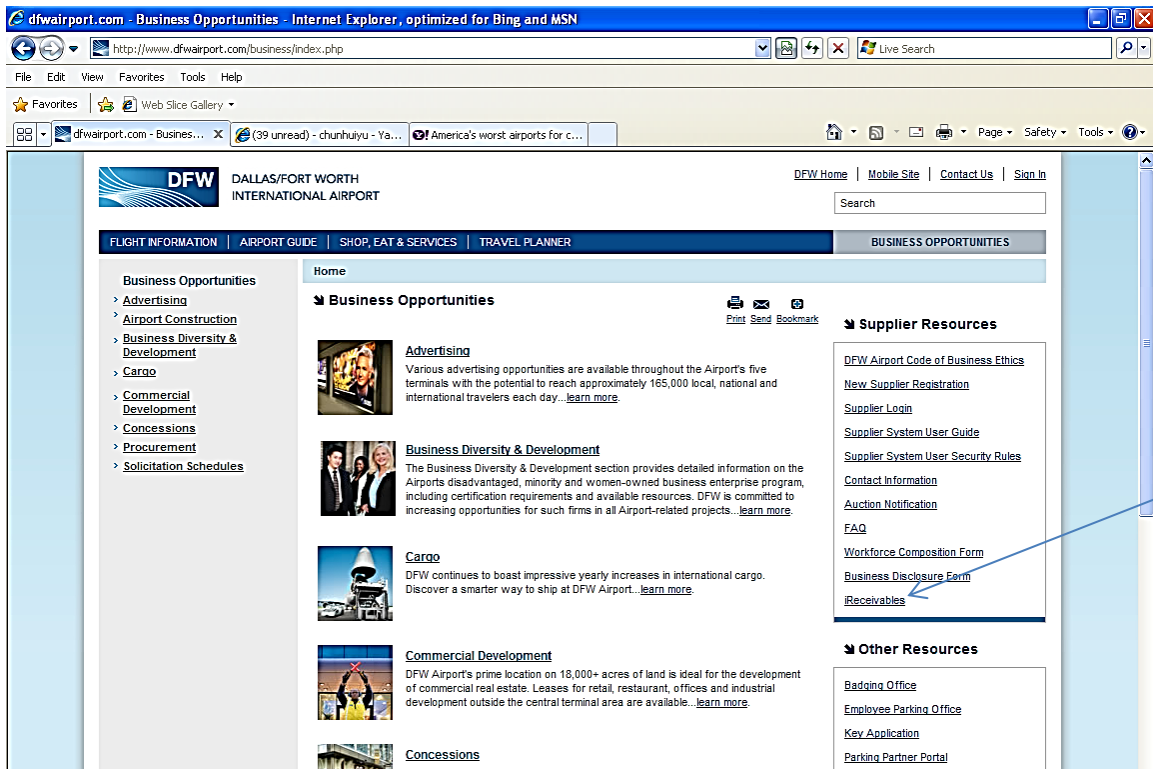 dfwairport.com - Business Opportunities - Internet Explorer, optimized for Bing and MSN
http://www.dfwairport.com/business/index.php
Live Search
File Edit View Favorites Tools Help
Favorites Web Slice Gallery
dfwairport.com - Busines... X (39 unread) - chunhuiyu - Ya... America's worst airports for c...
Page Safety Tools
DFW DALLAS/FORT WORTH
INTERNATIONAL AIRPORT
DFW Home | Mobile Site | Contact Us | Sign In
Search
FLIGHT INFORMATION | AIRPORT GUIDE | SHOP, EAT & SERVICES | TRAVEL PLANNER
BUSINESS OPPORTUNITIES
Business Opportunities
Advertising
Airport Construction
Business Diversity &
Development
Cargo
Commercial
Development
Concessions
Procurement
Solicitation Schedules
Home
Business Opportunities
Print Send Bookmark
Advertising
Various advertising opportunities are available throughout the Airport's five
terminals with the potential to reach approximately 165,000 local, national and
international travelers each day...learn more.
Business Diversity & Development
The Business Diversity & Development section provides detailed information on the
Airports disadvantaged, minority and women-owned business enterprise program,
including certification requirements and available resources. DFW is committed to
increasing opportunities for such firms in all Airport-related projects...learn more.
Cargo
DFW continues to boast impressive yearly increases in international cargo.
Discover a smarter way to ship at DFW Airport...learn more.
Commercial Development
DFW Airport's prime location on 18,000+ acres of land is ideal for the development
of commercial real estate. Leases for retail, restaurant, offices and industrial
development outside the central terminal area are available...learn more.
Concessions
Supplier Resources
DFW Airport Code of Business Ethics
New Supplier Registration
Supplier Login
Supplier System User Guide
Supplier System User Security Rules
Contact Information
Auction Notification
FAQ
Workforce Composition Form
Business Disclosure Form
iReceivables
Other Resources
Badging Office
Employee Parking Office
Key Application
Parking Partner Portal